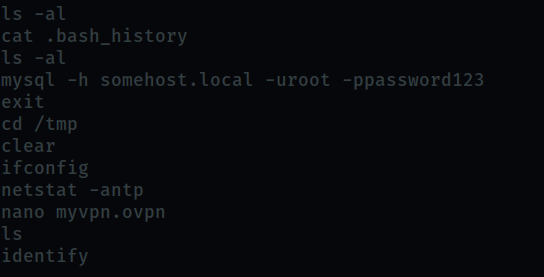 ls -al
cat .bash_history
ls -al
mysql -h somehost.local -uroot -ppassword123
exit
cd /tmp
clear
ifconfig
netstat -antp
nano myvpn.ovpn
ls
identify